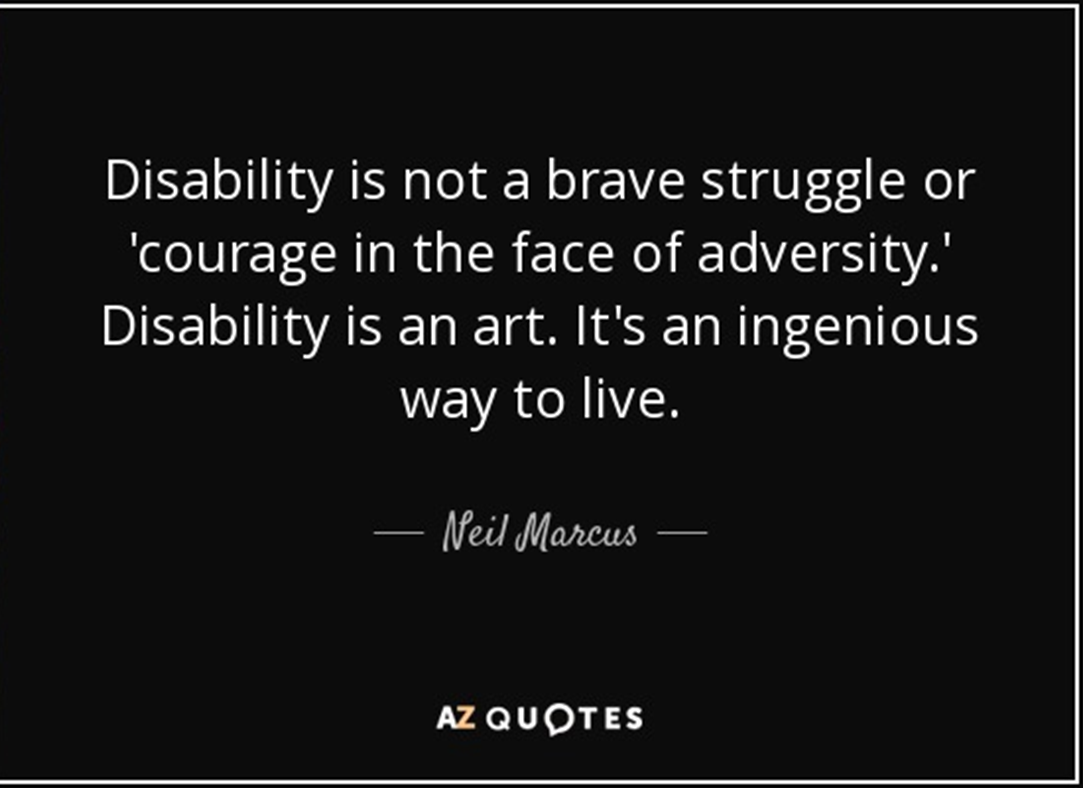 Disability is not a brave struggle or
'courage in the face of adversity.'
Disability is an art. It's an ingenious
way to live.
Neil Marcus
AZ QUOTES